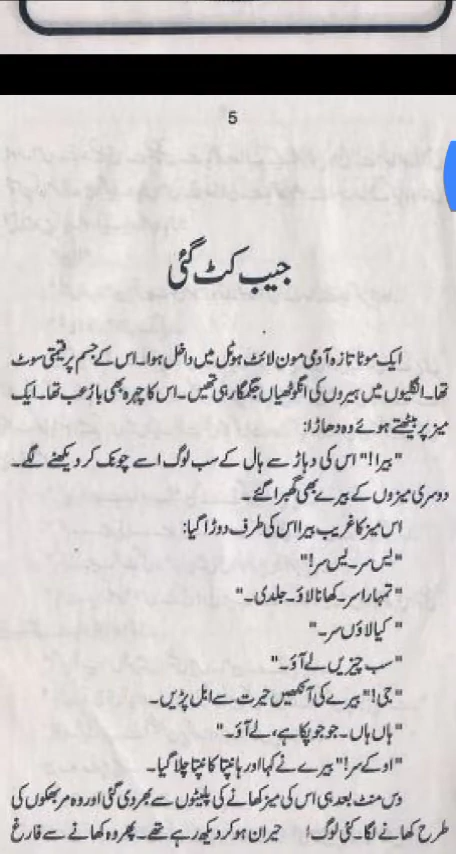 5
جیب کٹ گئی
ایک موٹا تازہ آدمی مون لائٹ ہوٹل میں داخل ہوا۔ اس کے جسم پر قیمتی سوٹ
تھا۔ انگلیوں میں ہیروں کی انگوٹھیاں جگمگا رہی تھیں۔ اس کا چہرہ بھی بارعب تھا۔ ایک
میز پر بیٹھتے ہوئے وہ دھاڑا:
"بیرا!" اس کی دہاڑ سے ہال کے سب لوگ اسے چونک کر دیکھنے لگے۔
دوسری میزوں کے بیرے بھی گھبرا گئے۔
اس میز کا غریب بیرا اس کی طرف دوڑا گیا:
"یس سر۔ یس سر!"
"تمہارا سر۔ کھانا لاؤ۔ جلدی۔"
"کیا لاؤں سر۔"
"سب چیزیں لے آؤ۔"
"جی!" بیرے کی آنکھیں حیرت سے ابل پڑیں۔
"ہاں ہاں۔ جو جو پکا ہے، لے آؤ۔"
"اوکے سر!" بیرے نے کہا اور ہانپتا کانپتا چلا گیا۔
دس منٹ بعد ہی اس کی میز کھانے کی پلیٹوں سے بھر دی گئی اور وہ مربھکوں کی
طرح کھانے لگا کئی لوگ! حیران ہو کر دیکھ رہے تھے۔ پھر وہ کھانے سے فارغ